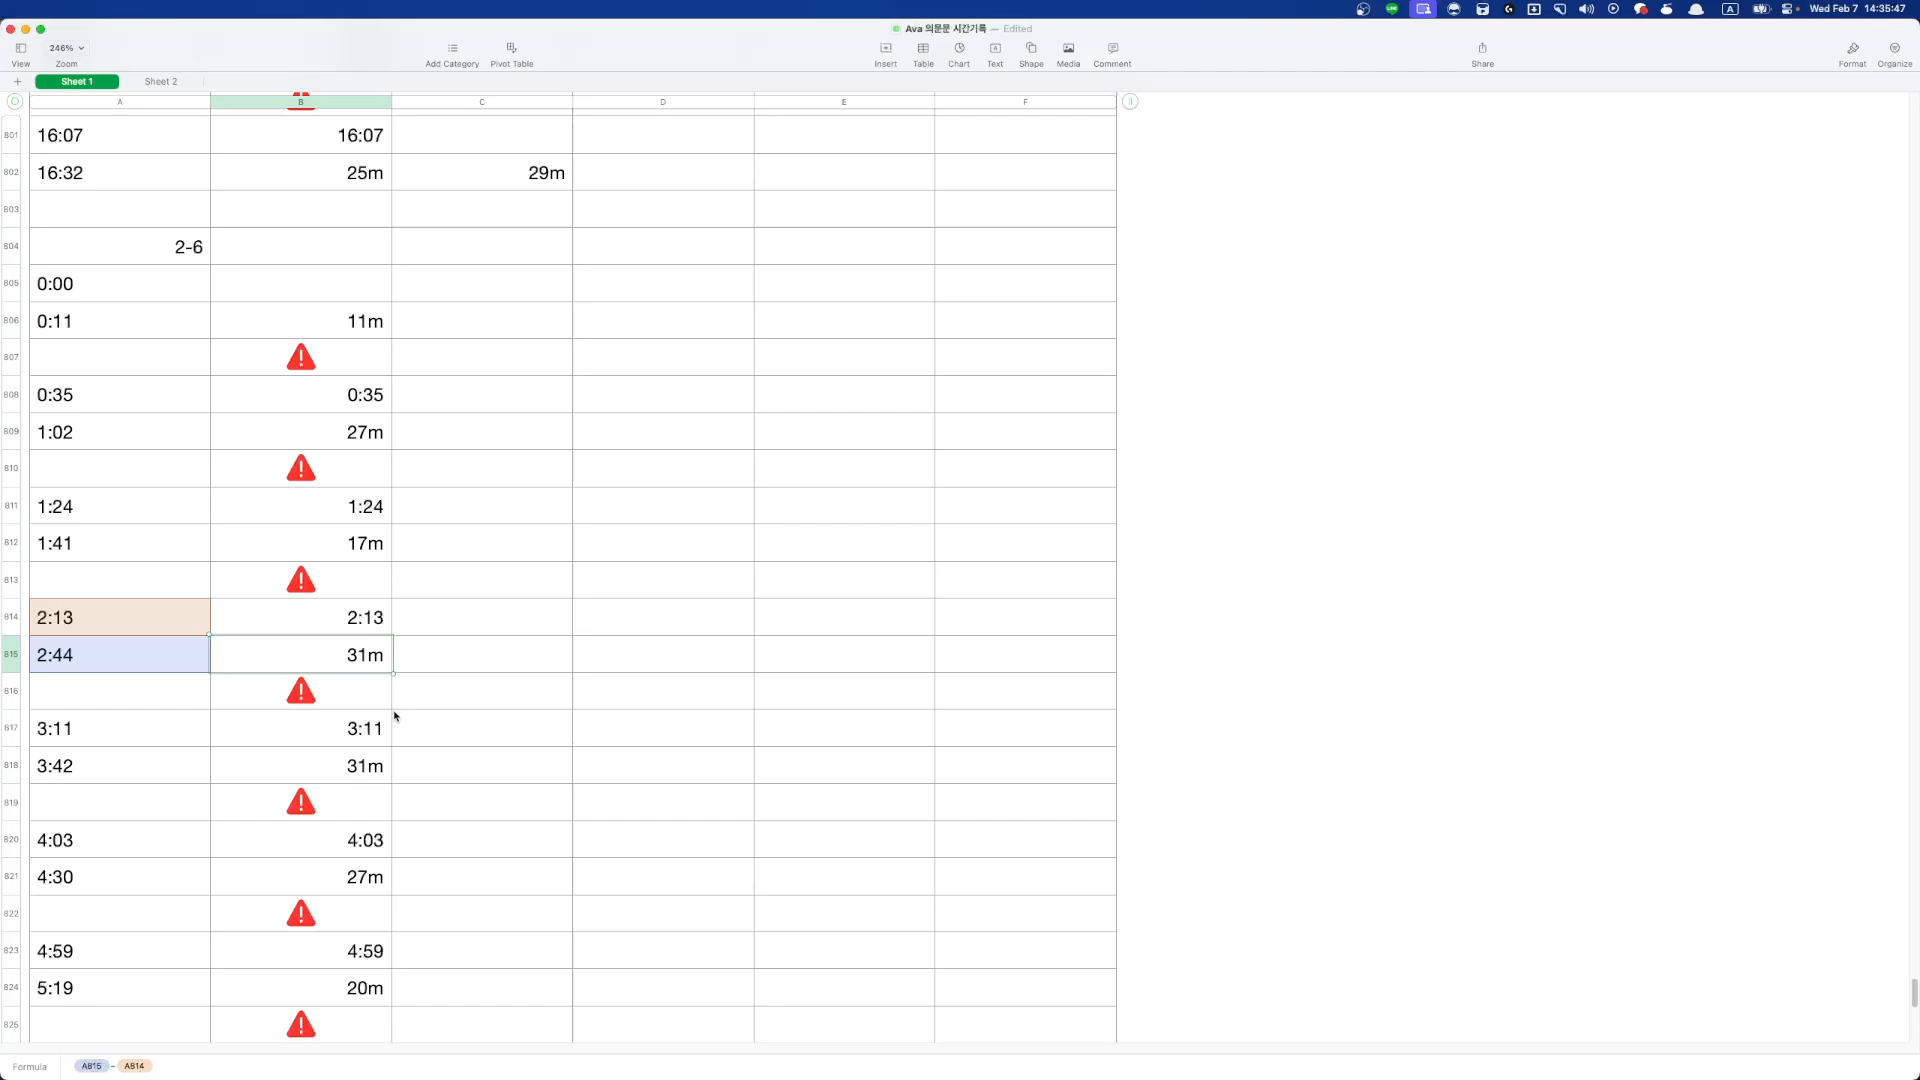 Wed Feb 7 14:35:47
Ava 의문문 시간기록 — Edited
246%
View Zoom Add Category Pivot Table Insert Table Chart Text Shape Media Comment Share Format Organize
+ Sheet 1 Sheet 2
A B C D E F
801 16:07 16:07
802 16:32 25m 29m
803
804 2-6
805 0:00
806 0:11 11m
807
808 0:35 0:35
809 1:02 27m
810
811 1:24 1:24
812 1:41 17m
813
814 2:13 2:13
815 2:44 31m
816
817 3:11 3:11
818 3:42 31m
819
820 4:03 4:03
821 4:30 27m
822
823 4:59 4:59
824 5:19 20m
825
Formula A815 - A814